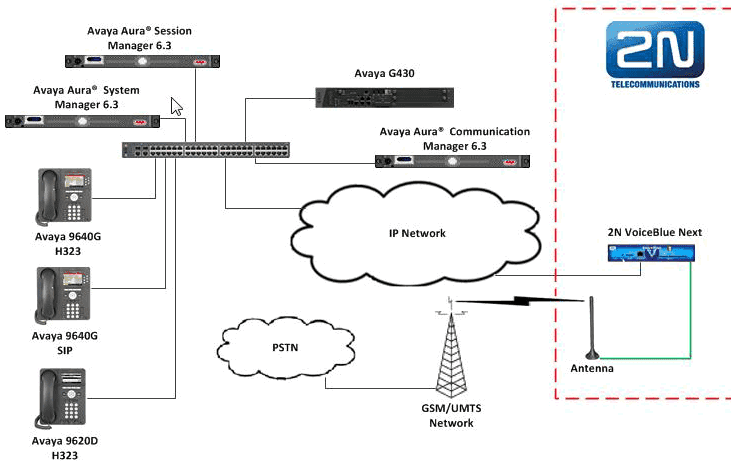 Avaya Aura® Session
Manager 6.3
Avaya Aura® System
Manager 6.3
Avaya G430
Avaya Aura® Communication
Manager 6.3
2N
TELECOMMUNICATIONS
Avaya 9640G
H323
IP Network
2N VoiceBlue Next
Avaya 9640G
SIP
PSTN
Antenna
GSM/UMTS
Network
Avaya 9620D
H323